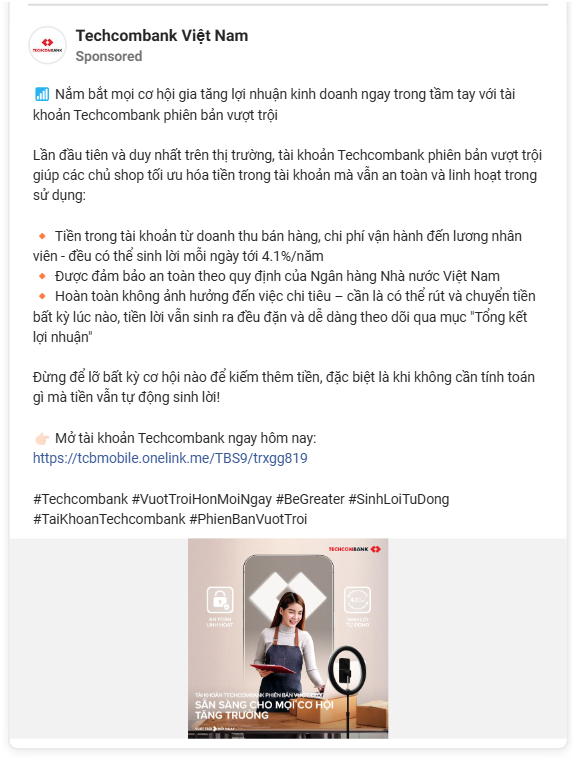 TECHCOMBANK
Techcombank Việt Nam
Sponsored
📊 Nắm bắt mọi cơ hội gia tăng lợi nhuận kinh doanh ngay trong tầm tay với tài
khoản Techcombank phiên bản vượt trội
Lần đầu tiên và duy nhất trên thị trường, tài khoản Techcombank phiên bản vượt trội
giúp các chủ shop tối ưu hóa tiền trong tài khoản mà vẫn an toàn và linh hoạt trong
sử dụng:
🔸 Tiền trong tài khoản từ doanh thu bán hàng, chi phí vận hành đến lương nhân
viên - đều có thể sinh lời mỗi ngày tới 4.1%/năm
🔸 Được đảm bảo an toàn theo quy định của Ngân hàng Nhà nước Việt Nam
🔸 Hoàn toàn không ảnh hưởng đến việc chi tiêu – cần là có thể rút và chuyển tiền
bất kỳ lúc nào, tiền lời vẫn sinh ra đều đặn và dễ dàng theo dõi qua mục "Tổng kết
lợi nhuận"
Đừng để lỡ bất kỳ cơ hội nào để kiếm thêm tiền, đặc biệt là khi không cần tính toán
gì mà tiền vẫn tự động sinh lời!
👉🏻 Mở tài khoản Techcombank ngay hôm nay:
https://tcbmobile.onelink.me/TBS9/trxgg819
#Techcombank #VuotTroiHonMoiNgay #BeGreater #SinhLoiTuDong
#TaiKhoanTechcombank #PhienBanVuotTroi
TECHCOMBANK
AN TOÀN
LINH HOẠT
SINH LỜI
TỰ ĐỘNG
TÀI KHOẢN TECHCOMBANK PHIÊN BẢN VƯỢT TRỘI
SẴN SÀNG CHO MỌI CƠ HỘI
TĂNG TRƯỞNG
VƯỢT TRỘI HƠN MỖI NGÀY